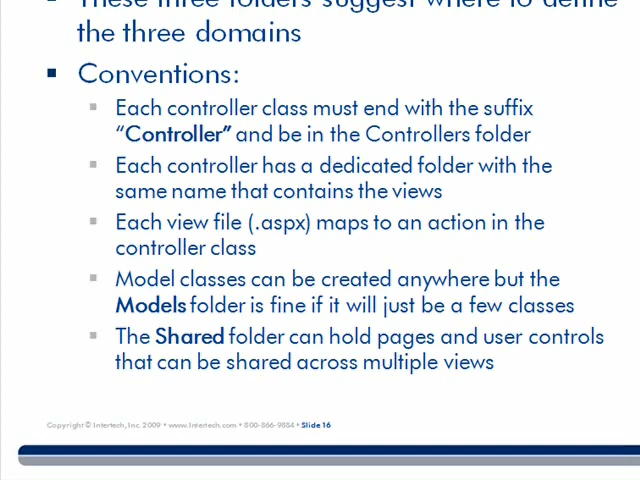 These three folders suggest where to define
the three domains
Conventions:
Each controller class must end with the suffix
“Controller” and be in the Controllers folder
Each controller has a dedicated folder with the
same name that contains the views
Each view file (.aspx) maps to an action in the
controller class
Model classes can be created anywhere but the
Models folder is fine if it will just be a few classes
The Shared folder can hold pages and user controls
that can be shared across multiple views
Copyright © Intertech, Inc. 2009 • www.Intertech.com • 800-866-9884 • Slide 16